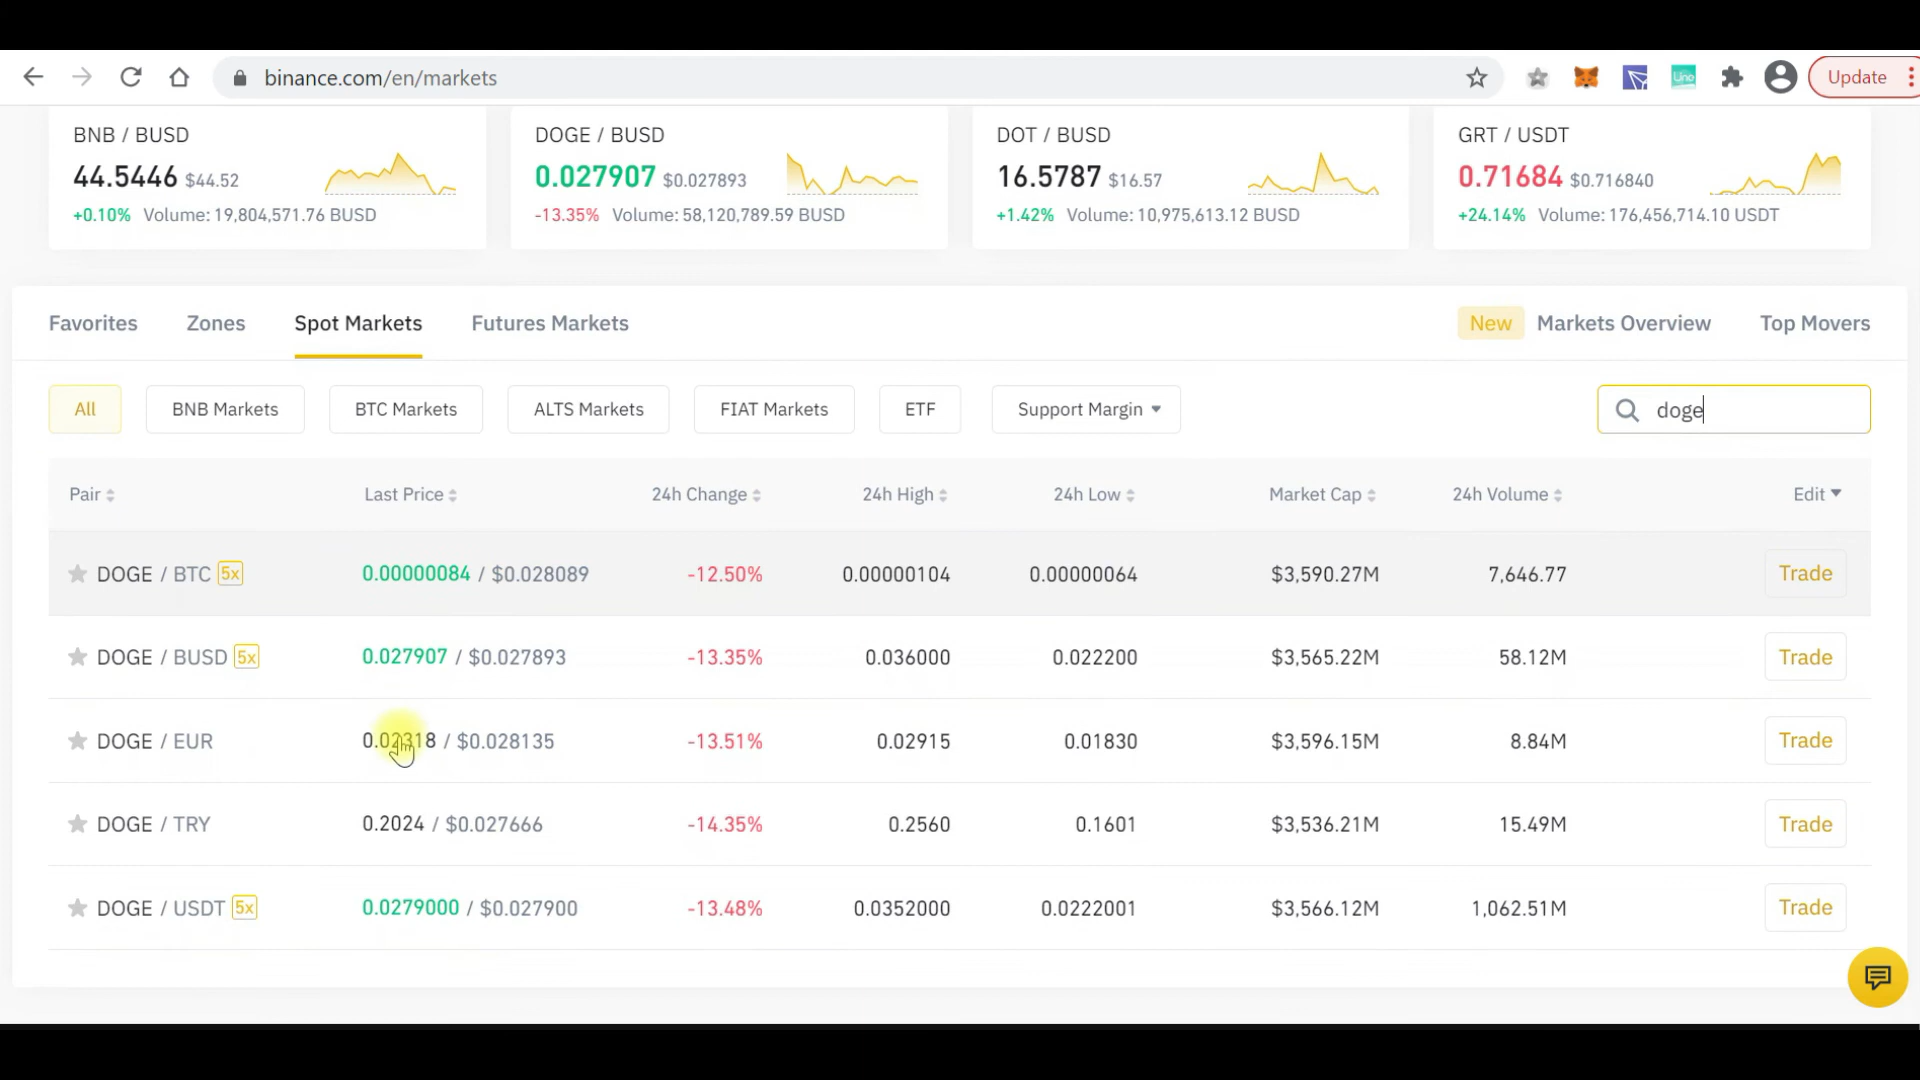 binance.com/en/markets
Uno
Update
BNB / BUSD
44.5446 $44.52
+0.10% Volume: 19,804,571.76 BUSD
DOGE / BUSD
0.027907 $0.027893
-13.35% Volume: 58,120,789.59 BUSD
DOT / BUSD
16.5787 $16.57
+1.42% Volume: 10,975,613.12 BUSD
GRT / USDT
0.71684 $0.716840
+24.14% Volume: 176,456,714.10 USDT
Favorites Zones Spot Markets Futures Markets New Markets Overview Top Movers
All BNB Markets BTC Markets ALTS Markets FIAT Markets ETF Support Margin doge
Pair Last Price 24h Change 24h High 24h Low Market Cap 24h Volume Edit
DOGE / BTC 5x 0.00000084 / $0.028089 -12.50% 0.00000104 0.00000064 $3,590.27M 7,646.77 Trade
DOGE / BUSD 5x 0.027907 / $0.027893 -13.35% 0.036000 0.022200 $3,565.22M 58.12M Trade
DOGE / EUR 0.02318 / $0.028135 -13.51% 0.02915 0.01830 $3,596.15M 8.84M Trade
DOGE / TRY 0.2024 / $0.027666 -14.35% 0.2560 0.1601 $3,536.21M 15.49M Trade
DOGE / USDT 5x 0.0279000 / $0.027900 -13.48% 0.0352000 0.0222001 $3,566.12M 1,062.51M Trade